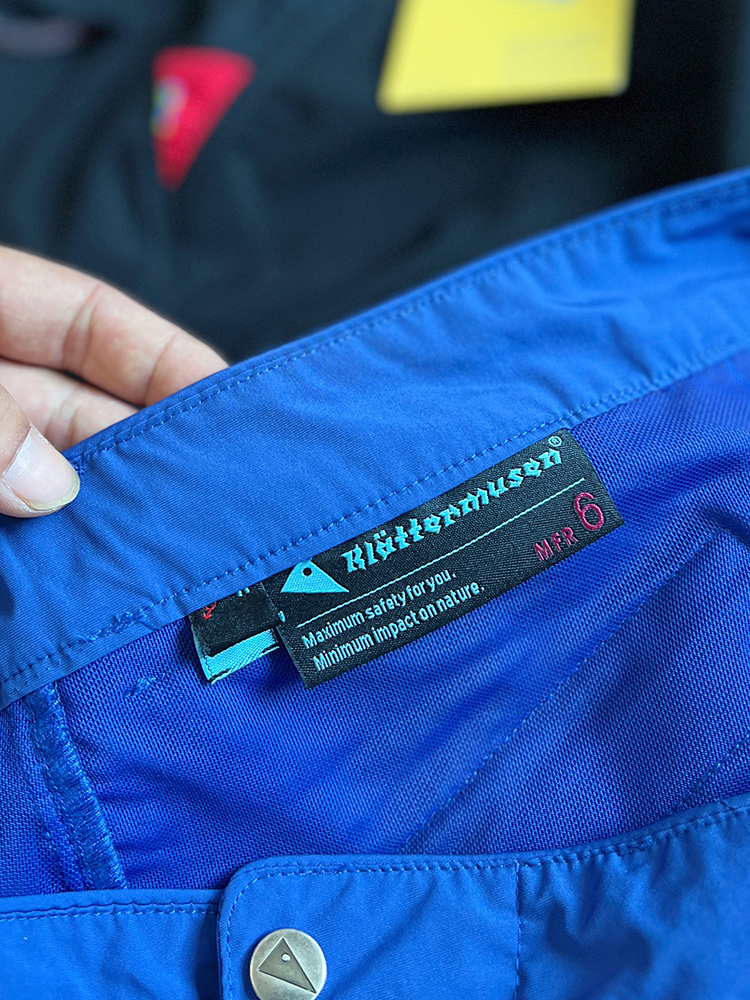 Klättermusen®
MFR 6
Maximum safety for you.
Minimum impact on nature.